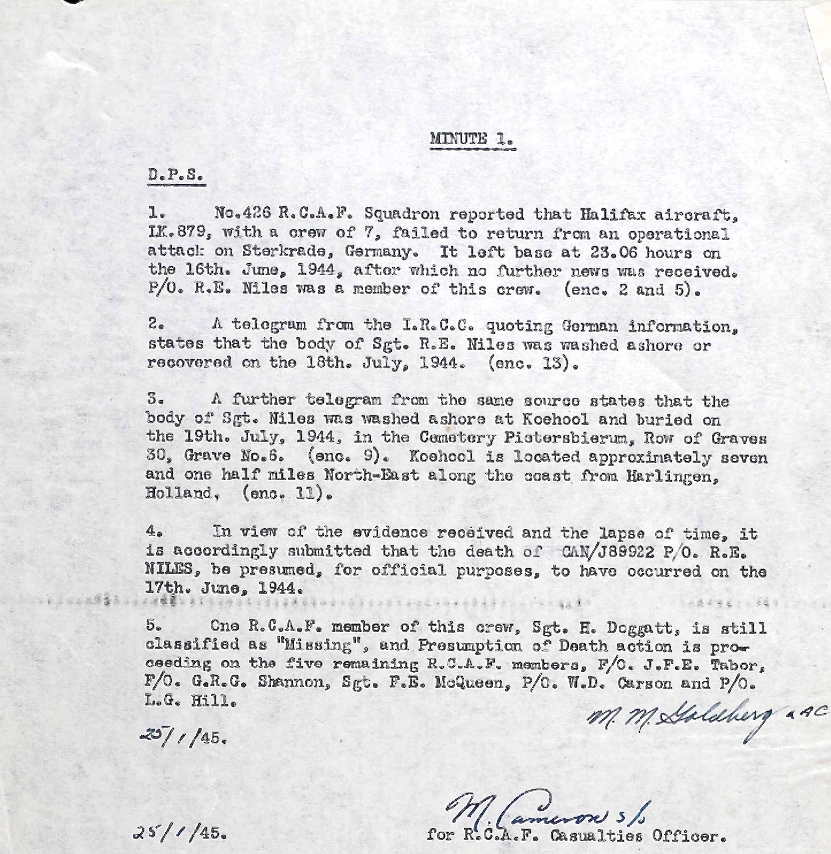 MINUTE 1.
D.P.S.
1. No.426 R.C.A.F. Squadron reported that Halifax aircraft,
LK.879, with a crew of 7, failed to return from an operational
attack on Sterkrade, Germany. It left base at 23.06 hours on
the 16th. June, 1944, after which no further news was received.
P/O. R.E. Niles was a member of this crew. (enc. 2 and 5).
2. A telegram from the I.R.C.C. quoting German information,
states that the body of Sgt. R.E. Niles was washed ashore or
recovered on the 18th. July, 1944. (enc. 13).
3. A further telegram from the same source states that the
body of Sgt. Niles was washed ashore at Koehool and buried on
the 19th. July, 1944, in the Cemetery Pietersbierum, Row of Graves
30, Grave No.6. (enc. 9). Koehool is located approximately seven
and one half miles North-East along the coast from Harlingen,
Holland, (enc. 11).
4. In view of the evidence received and the lapse of time, it
is accordingly submitted that the death of CAN/J89922 P/O. R.E.
NILES, be presumed, for official purposes, to have occurred on the
17th. June, 1944.
5. One R.C.A.F. member of this crew, Sgt. H. Doggatt, is still
classified as "Missing", and Presumption of Death action is pro-
ceeding on the five remaining R.C.A.F. members, F/O. J.F.E. Tabor,
F/O. G.R.G. Shannon, Sgt. F.E. McQueen, P/O. W.D. Carson and P/O.
L.G. Hill.
M. M. Goldberg
25/1/45.
M. Cameron s/o
25/1/45.
for R.C.A.F. Casualties Officer.